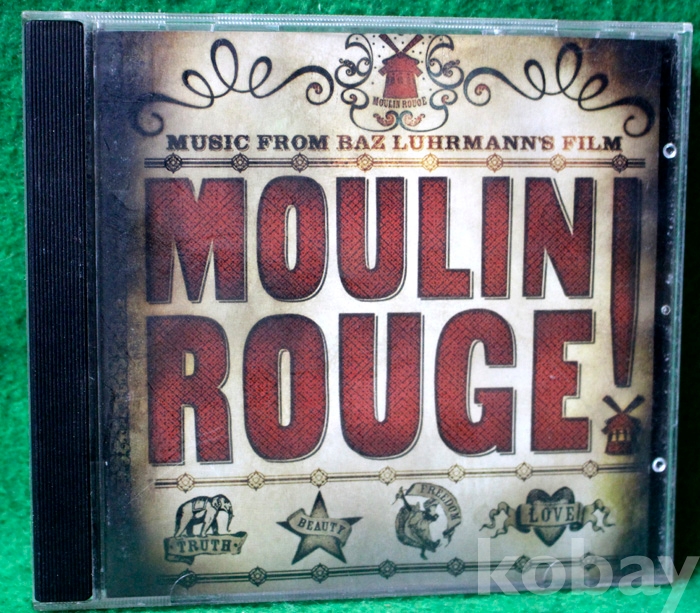 MOULIN ROUGE
MUSIC FROM BAZ LUHRMANN'S FILM
MOULIN
ROUGE!
TRUTH
BEAUTY
FREEDOM
LOVE
kobay